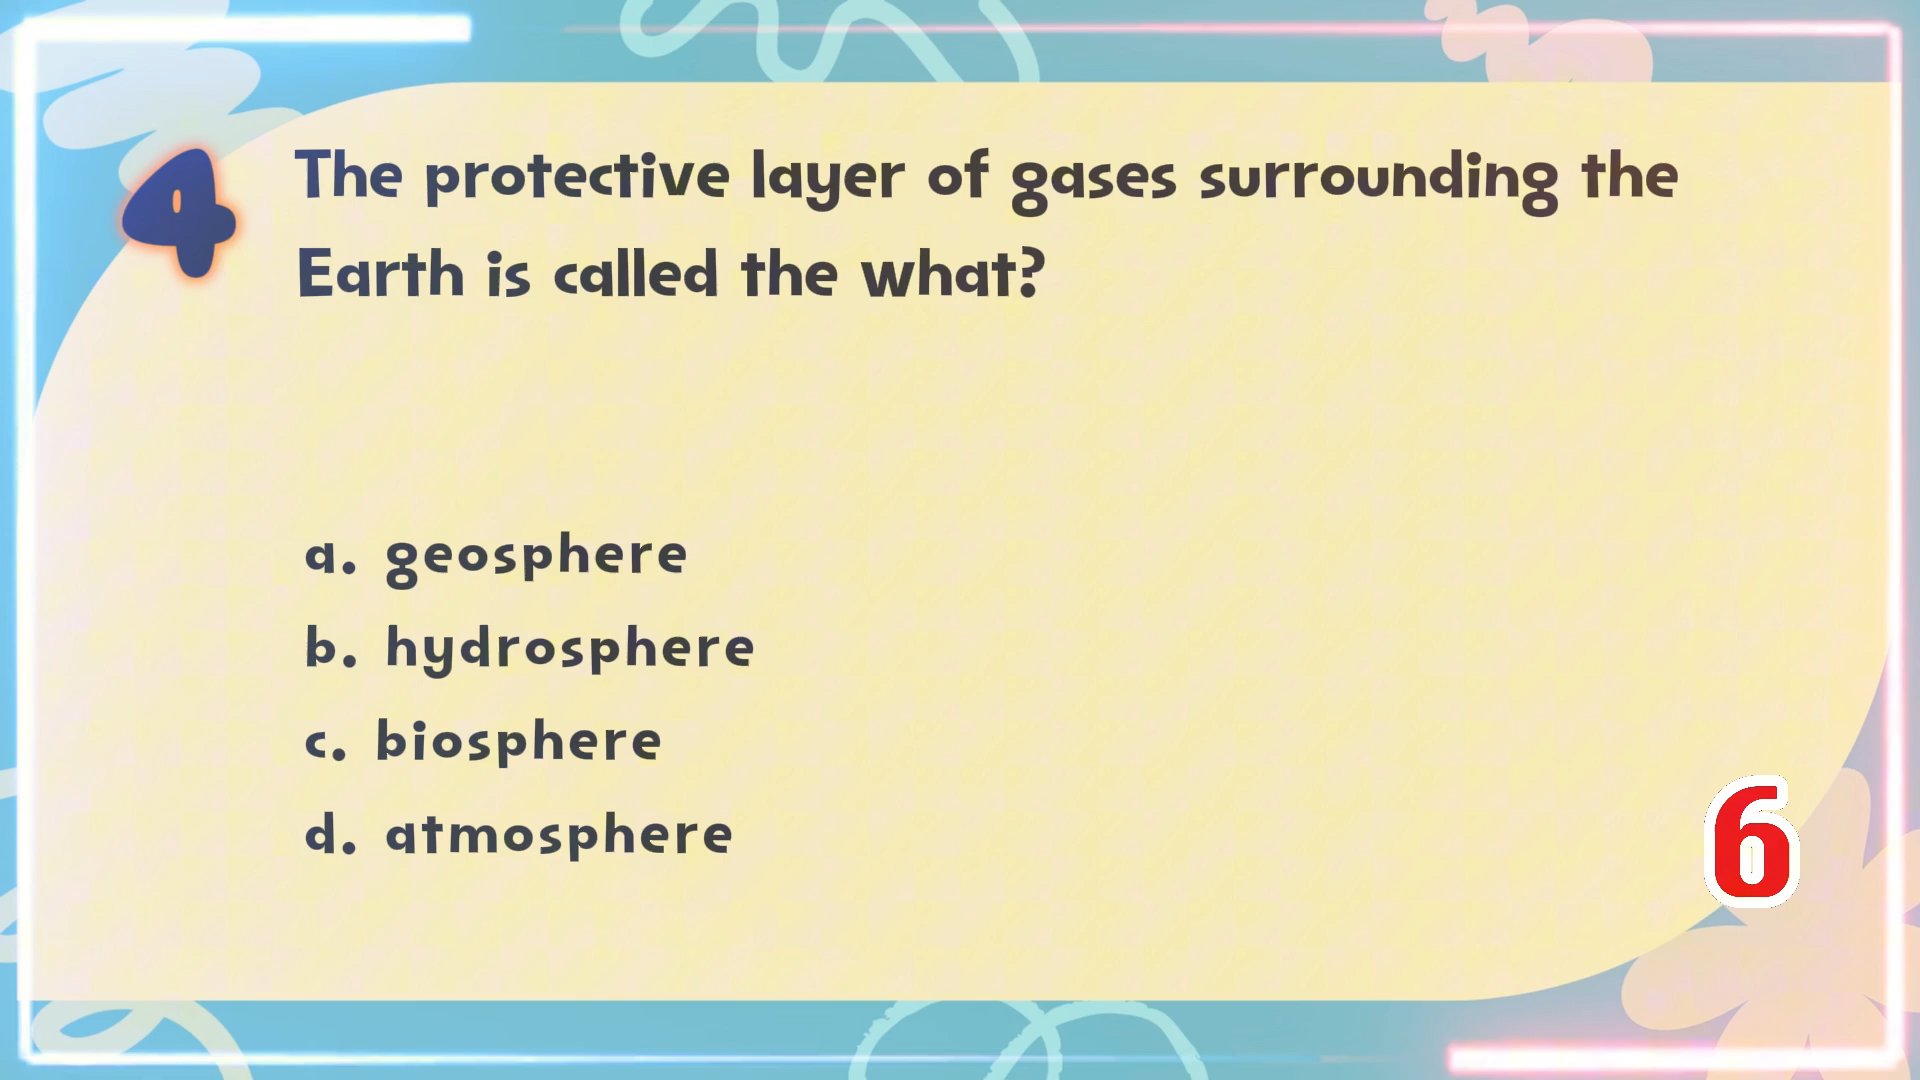 4
The protective layer of gases surrounding the
Earth is called the what?
a. geosphere
b. hydrosphere
c. biosphere
d. atmosphere
6